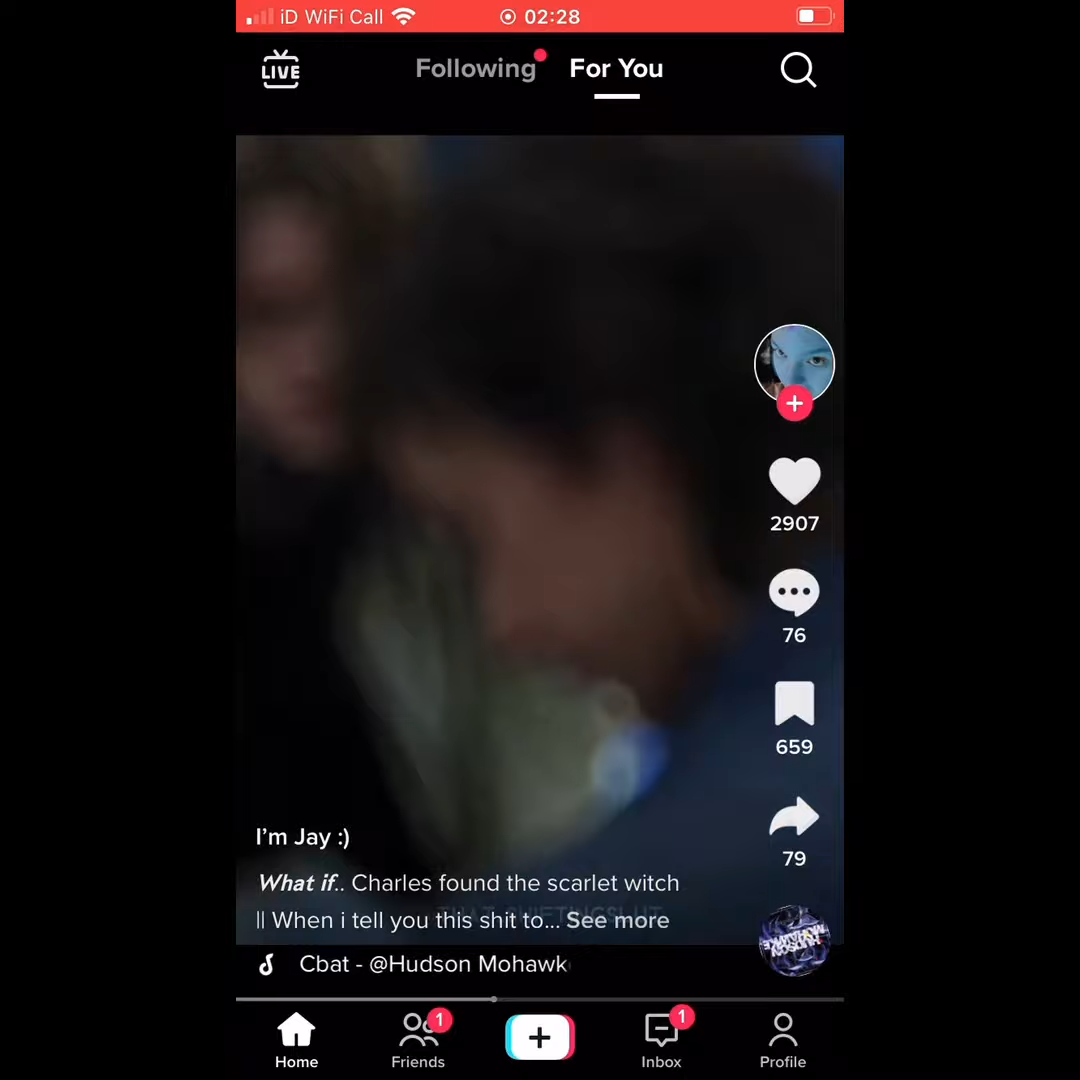 iD WiFi Call
02:28
LIVE
Following
For You
2907
76
659
79
I'm Jay :)
What if.. Charles found the scarlet witch
|| When i tell you this shit to... See more
Cbat - @Hudson Mohawk
HUDSON MOHAWKE
1
1
Home
Friends
Inbox
Profile